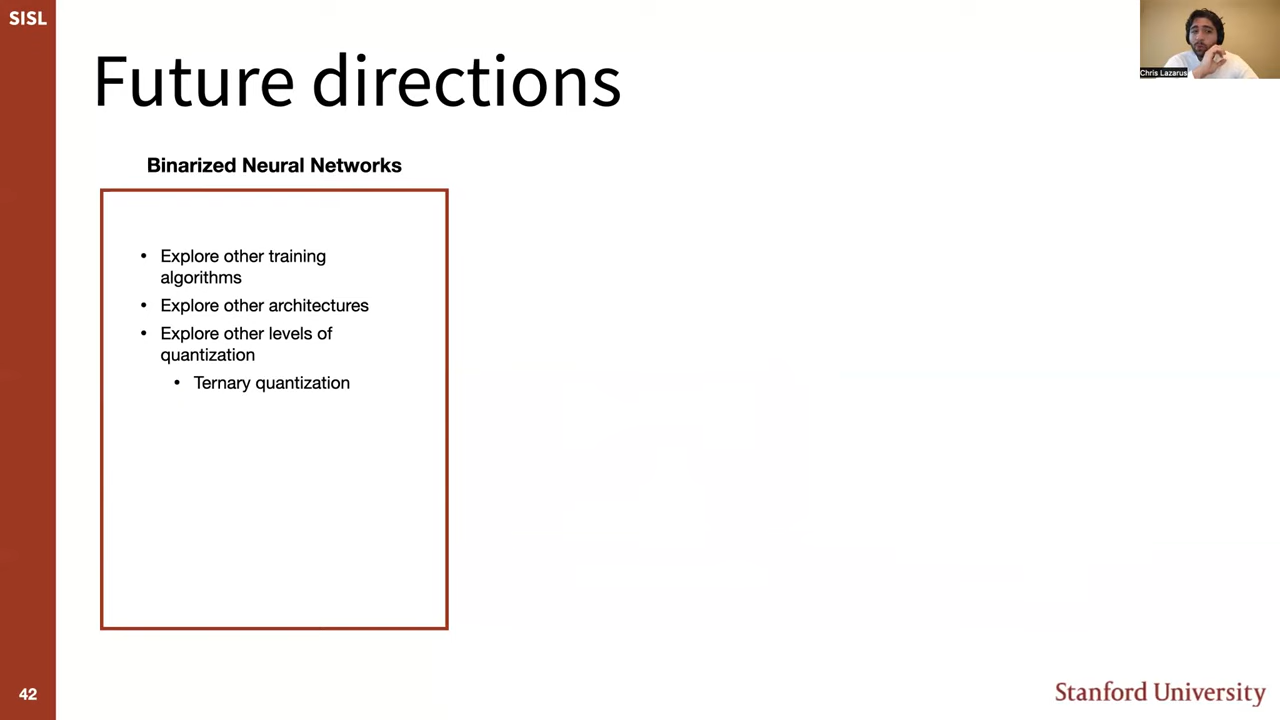 SISL
Future directions
Chris Lazarus
Binarized Neural Networks
• Explore other training
algorithms
• Explore other architectures
• Explore other levels of
quantization
• Ternary quantization
42
Stanford University